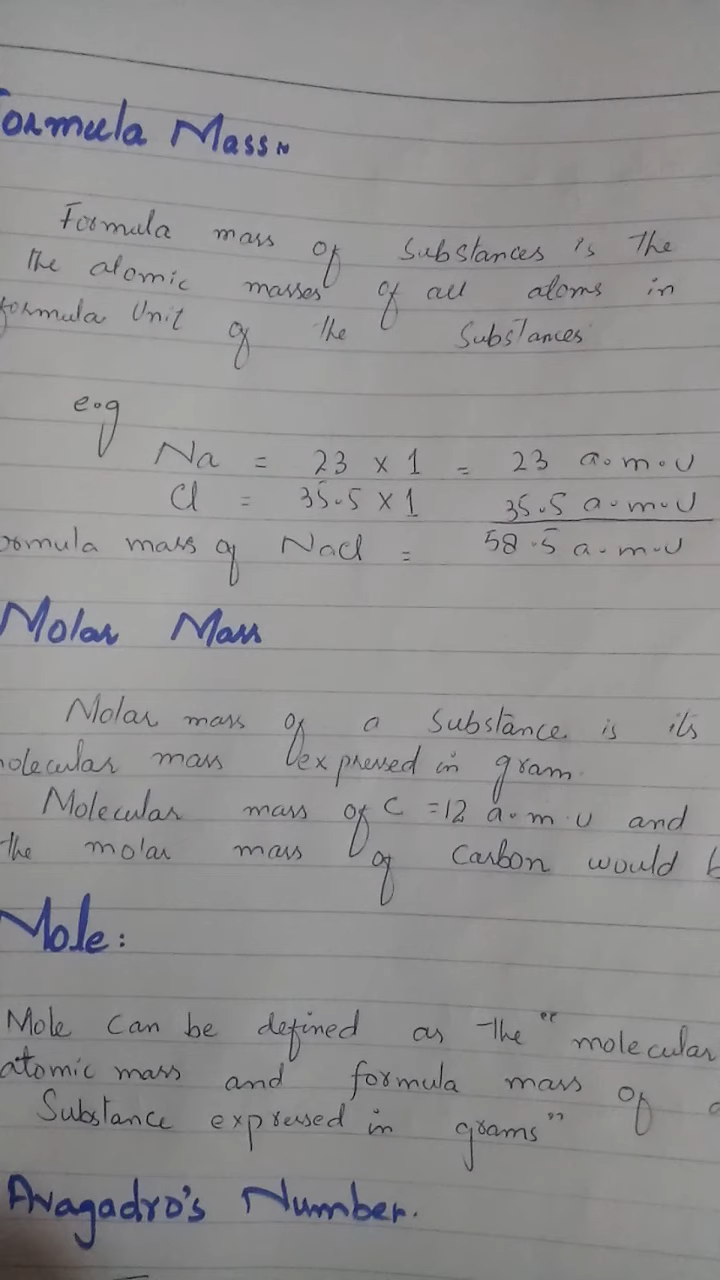 Formula Mass
Formula mass of Substances is The
The atomic masses of all atoms in
formula Unit of the Substances
e.g
Na = 23 x 1 = 23 a.m.u
Cl = 35.5 x 1 35.5 a.m.u
ormula mass of Nacl = 58.5 a.m.u
Molar Mass
Molar mass of a Substance is its
molecular mass expressed in gram.
Molecular mass of C = 12 a.m.u and
the molar mass of Carbon would b
Mole:
Mole can be defined as the "molecular
atomic mass and formula mass of a
Substance expressed in grams"
Avagadro's Number.